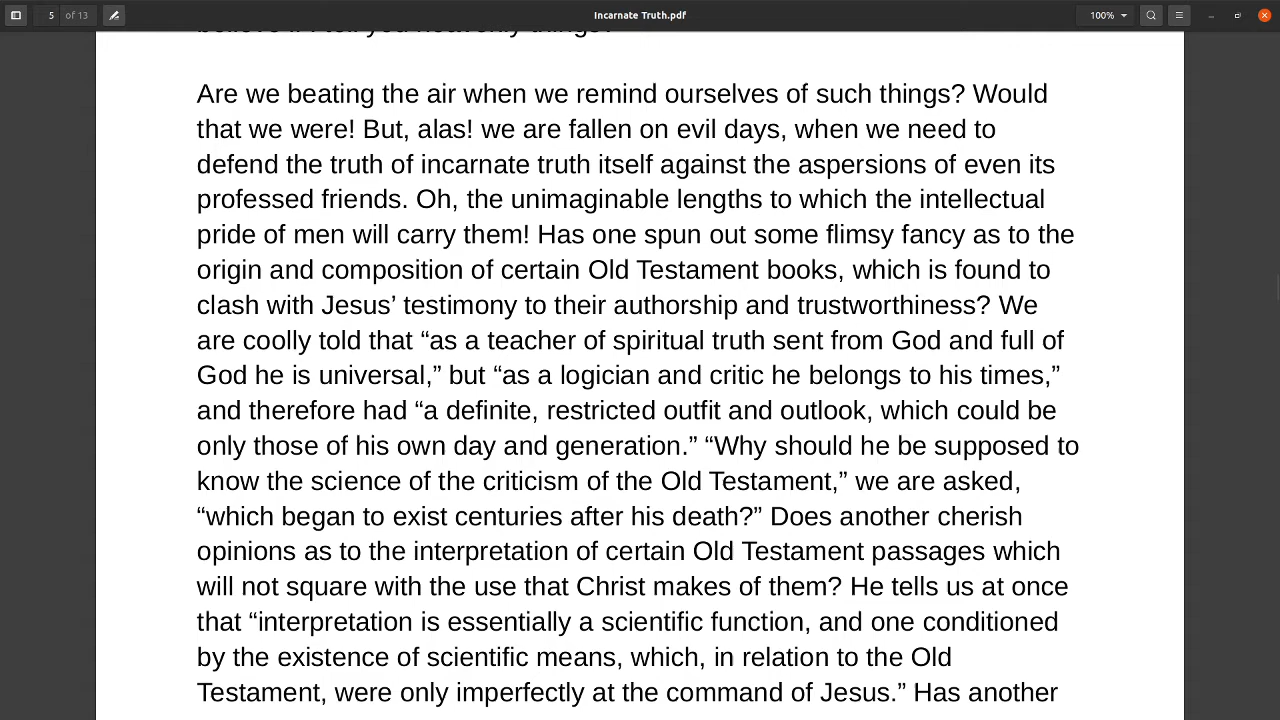 5 of 13
Incarnate Truth.pdf
100%
believe if I tell you heavenly things?
Are we beating the air when we remind ourselves of such things? Would
that we were! But, alas! we are fallen on evil days, when we need to
defend the truth of incarnate truth itself against the aspersions of even its
professed friends. Oh, the unimaginable lengths to which the intellectual
pride of men will carry them! Has one spun out some flimsy fancy as to the
origin and composition of certain Old Testament books, which is found to
clash with Jesus’ testimony to their authorship and trustworthiness? We
are coolly told that “as a teacher of spiritual truth sent from God and full of
God he is universal,” but “as a logician and critic he belongs to his times,”
and therefore had “a definite, restricted outfit and outlook, which could be
only those of his own day and generation.” “Why should he be supposed to
know the science of the criticism of the Old Testament,” we are asked,
“which began to exist centuries after his death?” Does another cherish
opinions as to the interpretation of certain Old Testament passages which
will not square with the use that Christ makes of them? He tells us at once
that “interpretation is essentially a scientific function, and one conditioned
by the existence of scientific means, which, in relation to the Old
Testament, were only imperfectly at the command of Jesus.” Has another